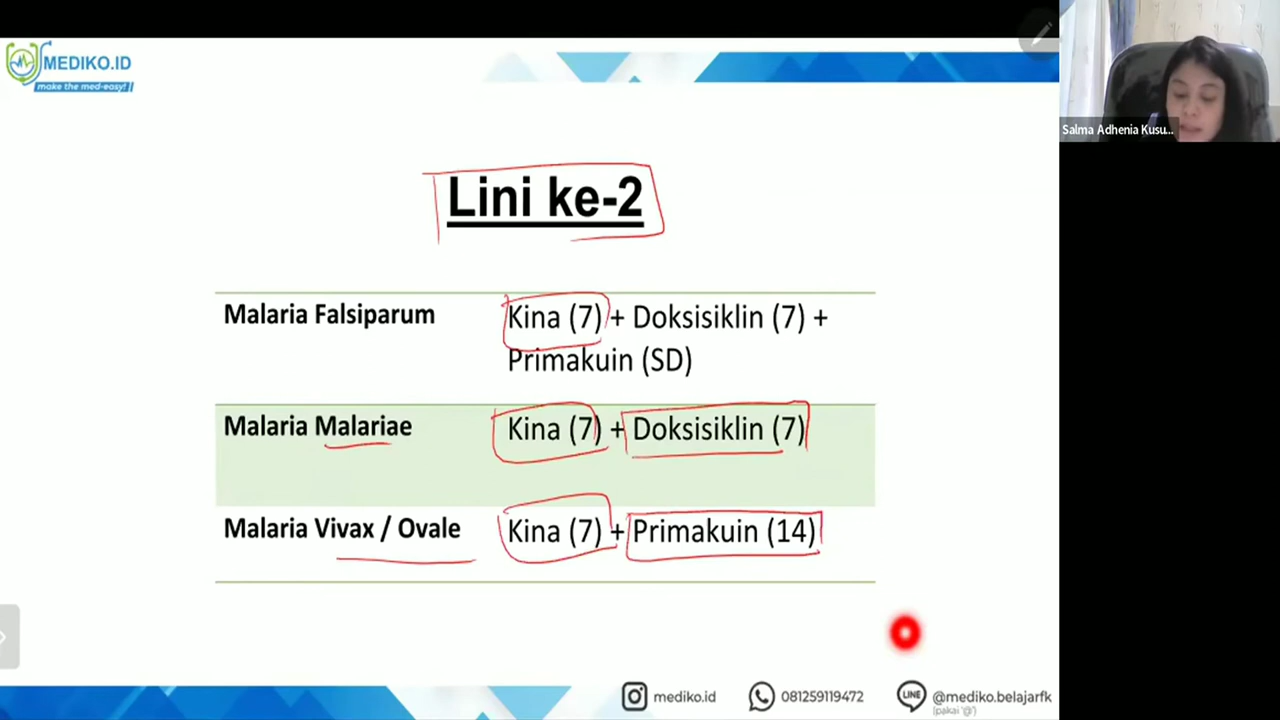 MEDIKO.ID
make the med-easy!
Salma Adhenia Kusu...
Lini ke-2
Malaria Falsiparum
Kina (7) + Doksisiklin (7) +
Primakuin (SD)
Malaria Malariae
Kina (7) + Doksisiklin (7)
Malaria Vivax / Ovale
Kina (7) + Primakuin (14)
mediko.id
081259119472
LINE
@mediko.belajarfk
(pakai '@')